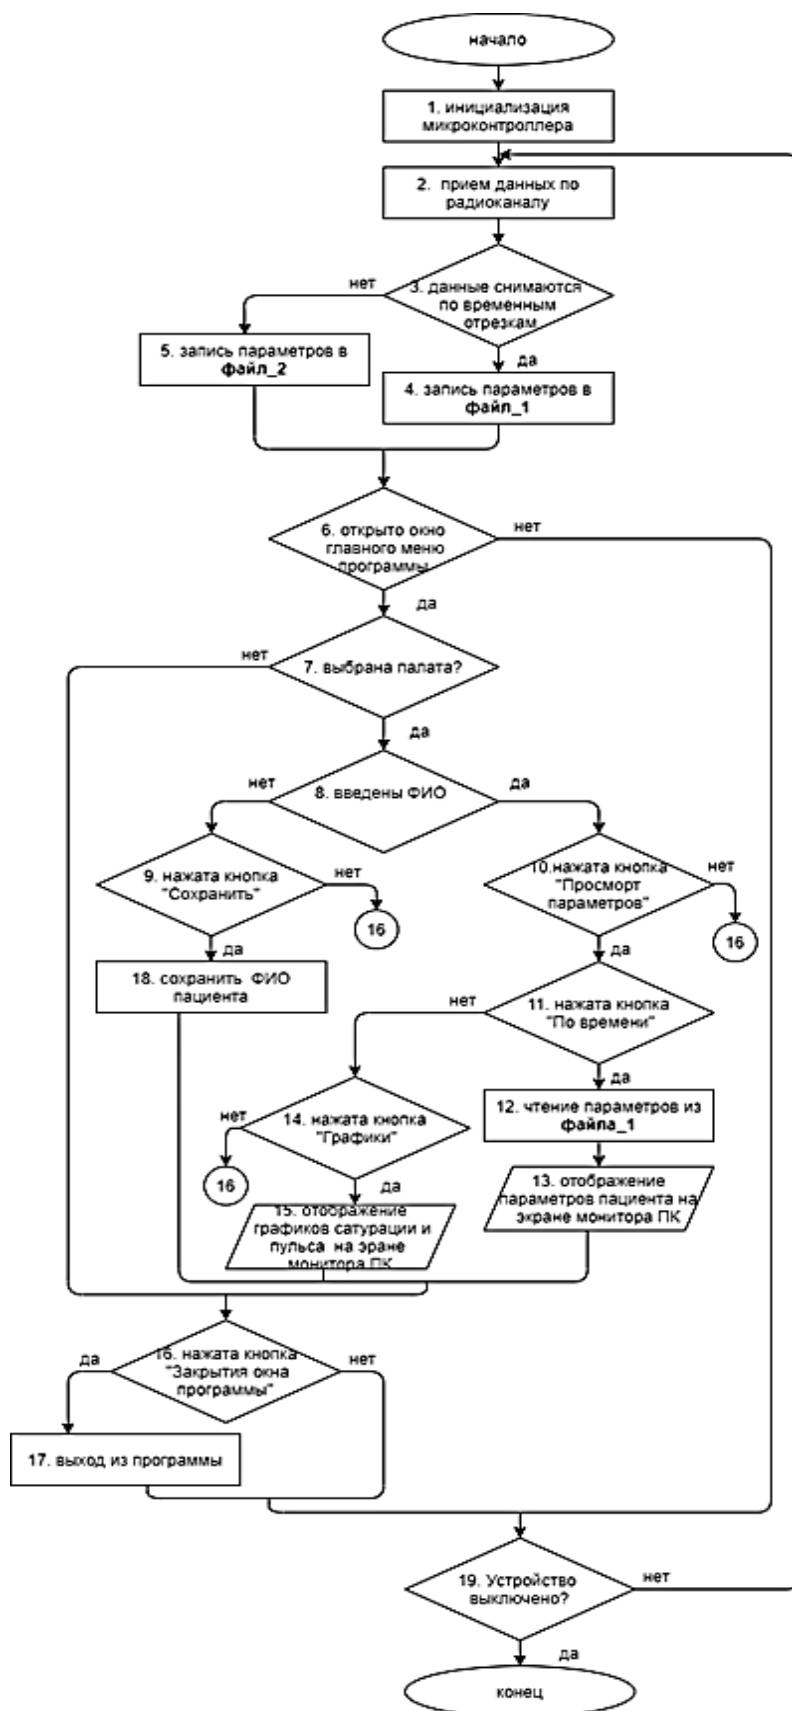 начало
1. инициализация
микроконтроллера
2. прием данных по
радиоканалу
нет
3. данные снимаются
по временным
отрезкам
5. запись параметров в
файл_2
да
4. запись параметров в
файл_1
6. открыто окно
главного меню
программы
нет
да
нет
7. выбрана палата?
да
нет
8. введены ФИО
да
9. нажата кнопка
"Сохранить"
нет
16
10.нажата кнопка
"Просморт
параметров"
нет
16
да
18. сохранить ФИО
пациента
да
нет
11. нажата кнопка
"По времени"
да
12. чтение параметров из
файла_1
нет
14. нажата кнопка
"Графики"
16
да
13. отображение
параметров пациента на
экране монитора ПК
15. отображение
графиков сатурации и
пульса на эране
монитора ПК
да
16. нажата кнопка
"Закрытия окна
программы"
нет
17. выход из программы
19. Устройство
выключено?
нет
да
конец